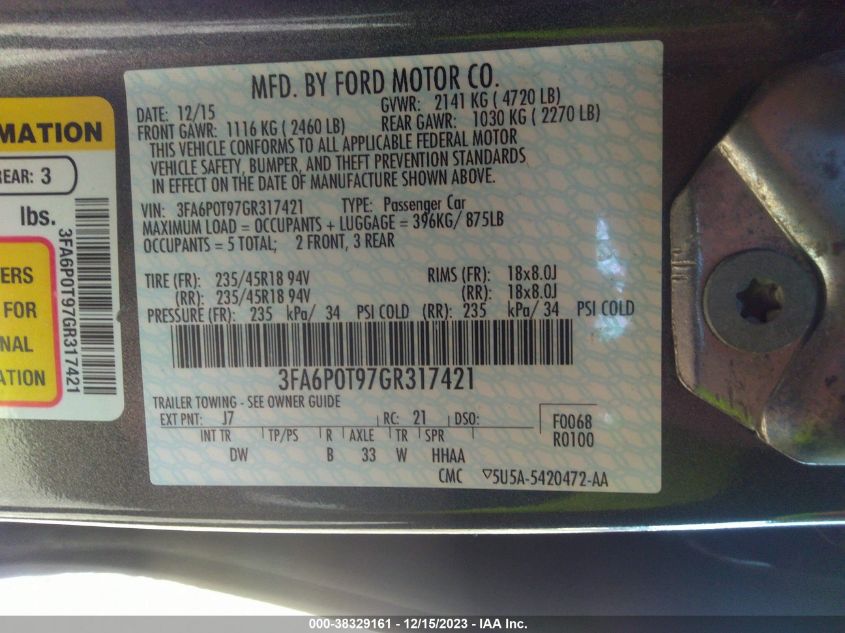 MFD. BY FORD MOTOR CO.
DATE: 12/15 GVWR: 2141 KG ( 4720 LB)
FRONT GAWR: 1116 KG ( 2460 LB) REAR GAWR: 1030 KG ( 2270 LB)
THIS VEHICLE CONFORMS TO ALL APPLICABLE FEDERAL MOTOR
VEHICLE SAFETY, BUMPER, AND THEFT PREVENTION STANDARDS
IN EFFECT ON THE DATE OF MANUFACTURE SHOWN ABOVE.
VIN: 3FA6P0T97GR317421 TYPE: Passenger Car
MAXIMUM LOAD = OCCUPANTS + LUGGAGE = 396KG/ 875LB
OCCUPANTS = 5 TOTAL; 2 FRONT, 3 REAR
TIRE (FR): 235/45R18 94V RIMS (FR): 18x8.0J
(RR): 235/45R18 94V (RR): 18x8.0J
PRESSURE (FR): 235 kPa/ 34 PSI COLD (RR): 235 kPa/ 34 PSI COLD
3FA6P0T97GR317421
TRAILER TOWING - SEE OWNER GUIDE
EXT PNT: J7 RC: 21 DSO:
INT TR TP/PS R AXLE TR SPR
DW B 33 W HHAA
F0068
R0100
CMC ▽5U5A-5420472-AA
RMATION
REAR: 3
lbs.
3FA6P0T97GR317421
ERS
FOR
NAL
ION
000-38329161 - 12/15/2023 - IAA Inc.